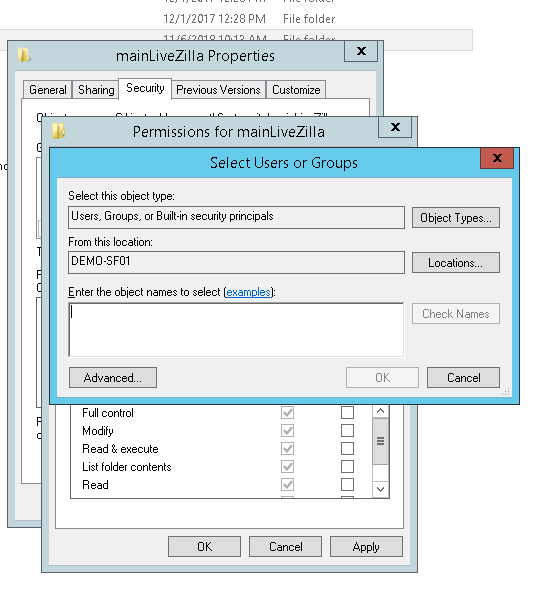 12/1/2017 12:28 PM File folder
11/6/2018 10:13 AM File folder
mainLiveZilla Properties
x
General Sharing Security Previous Versions Customize
Permissions for mainLiveZilla
x
Select Users or Groups
x
Select this object type:
Users, Groups, or Built-in security principals
Object Types...
From this location:
DEMO-SF01
Locations...
Enter the object names to select (examples):
Check Names
Advanced...
OK
Cancel
Full control
Modify
Read & execute
List folder contents
Read
OK
Cancel
Apply